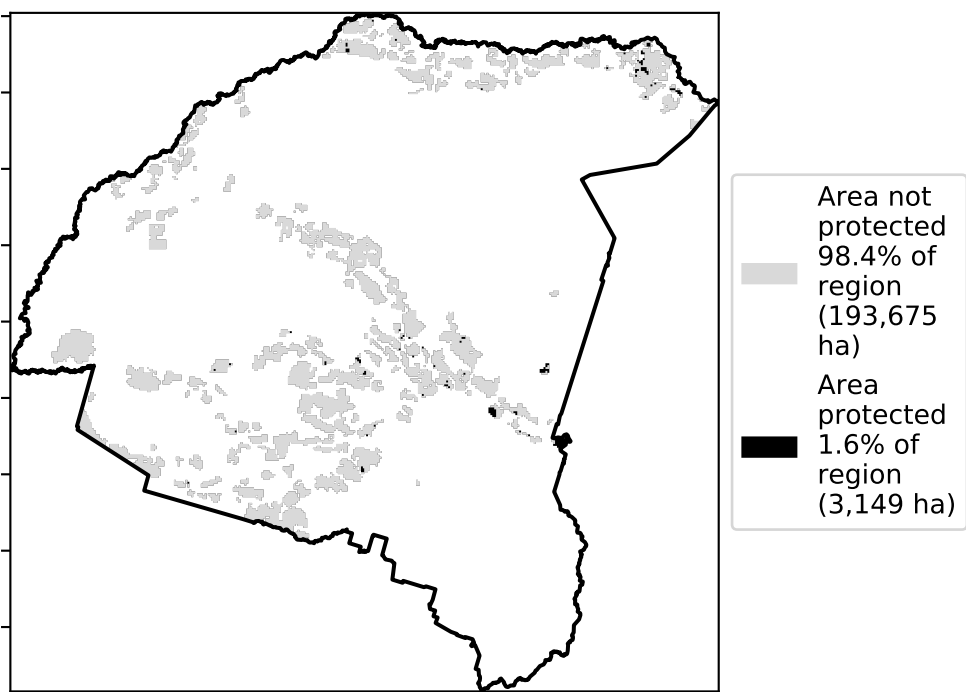 Area not
protected
98.4% of
region
(193,675
ha)
Area
protected
1.6% of
region
(3,149 ha)